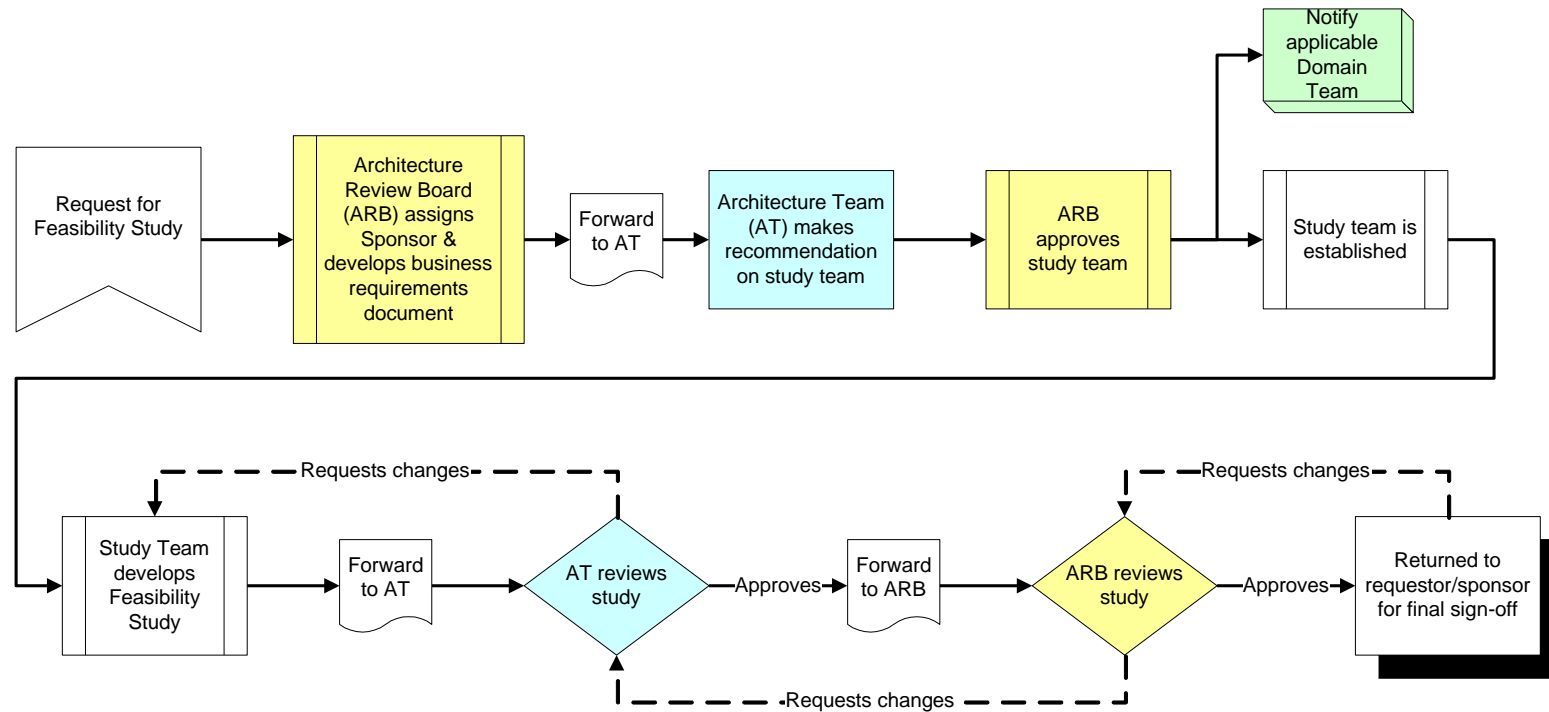 Notify
applicable
Domain
Team
Request for
Feasibility Study
Architecture
Review Board
(ARB) assigns
Sponsor &
develops business
requirements
document
Forward
to AT
Architecture Team
(AT) makes
recommendation
on study team
ARB
approves
study team
Study team is
established
Requests changes
Requests changes
Study Team
develops
Feasibility
Study
Forward
to AT
AT reviews
study
Approves
Forward
to ARB
ARB reviews
study
Approves
Returned to
requestor/sponsor
for final sign-off
Requests changes